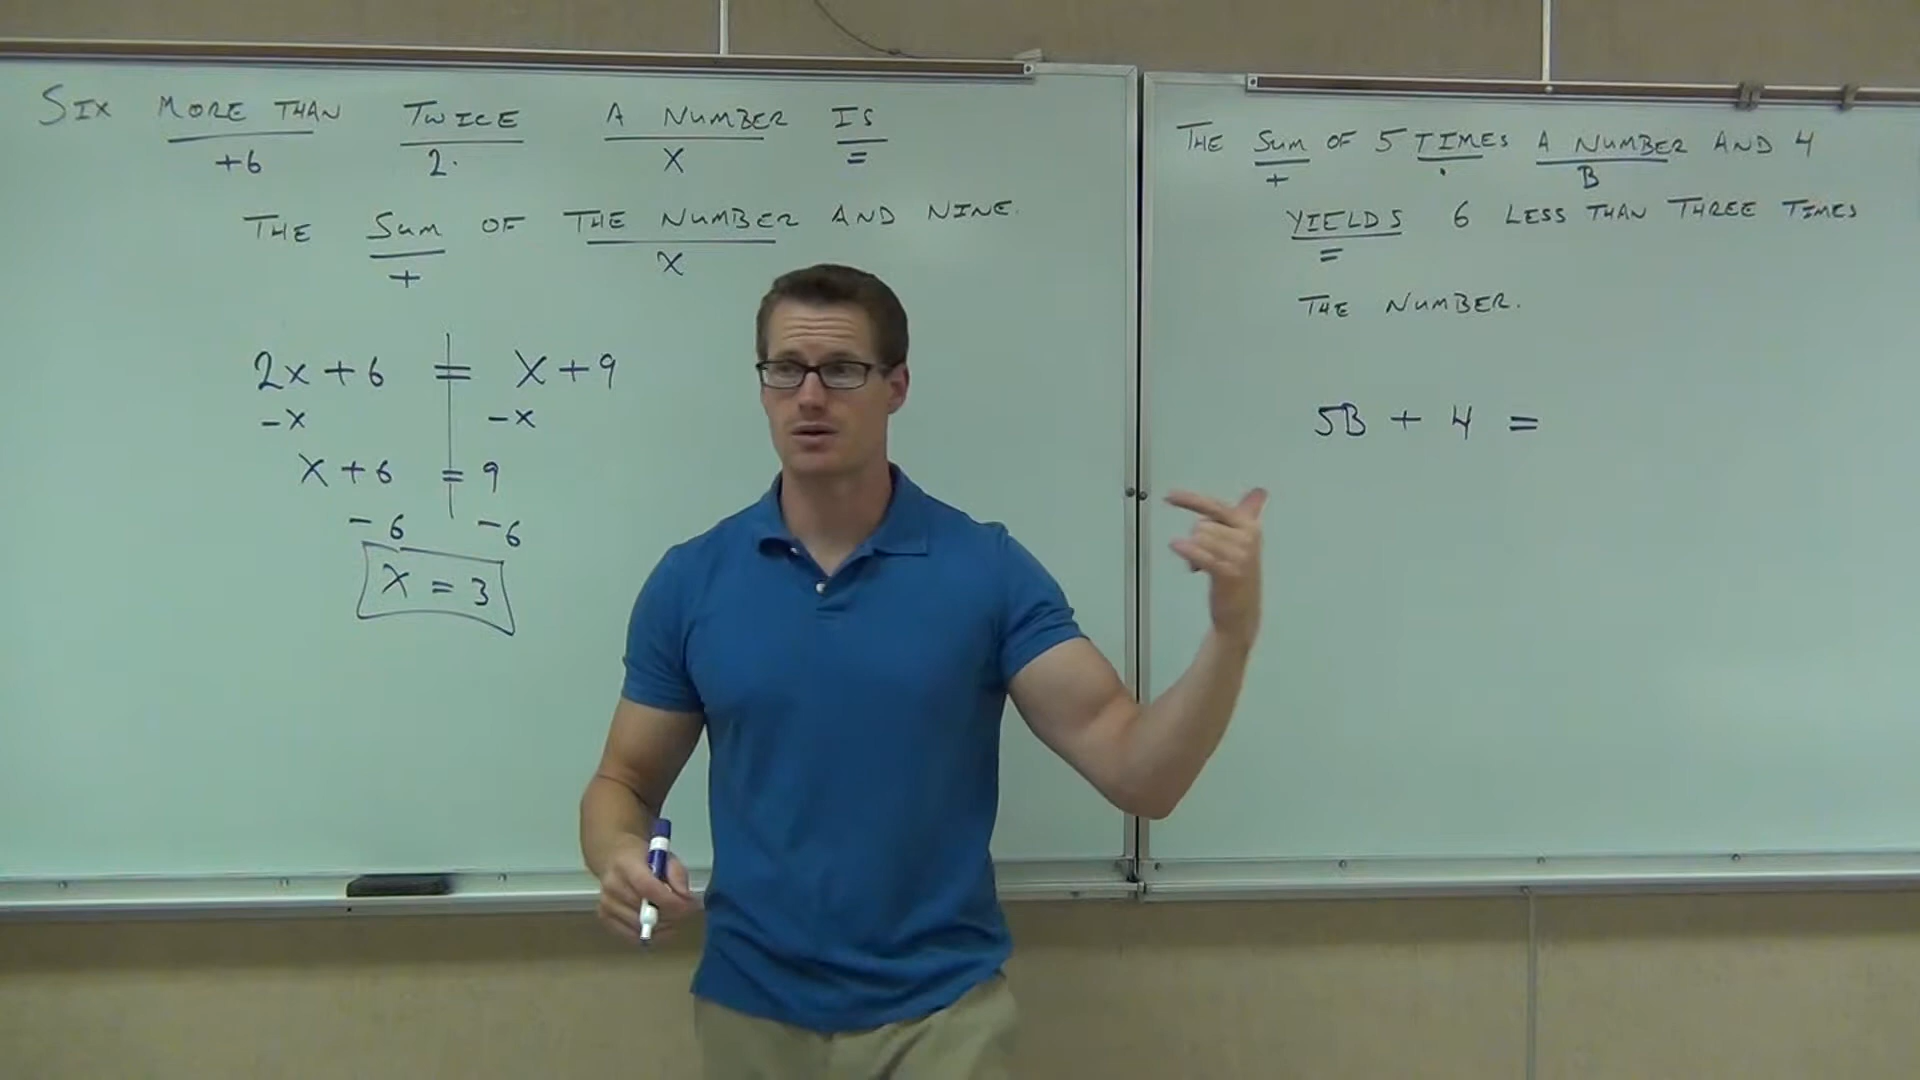 SIX MORE THAN TWICE A NUMBER IS
+6 2· X =
THE SUM OF THE NUMBER AND NINE.
+ X
2x + 6 = X + 9
-X -X
X + 6 = 9
-6 -6
X = 3
THE SUM OF 5 TIMES A NUMBER AND 4
+ · B
YIELDS 6 LESS THAN THREE TIMES
=
THE NUMBER.
5B + 4 =